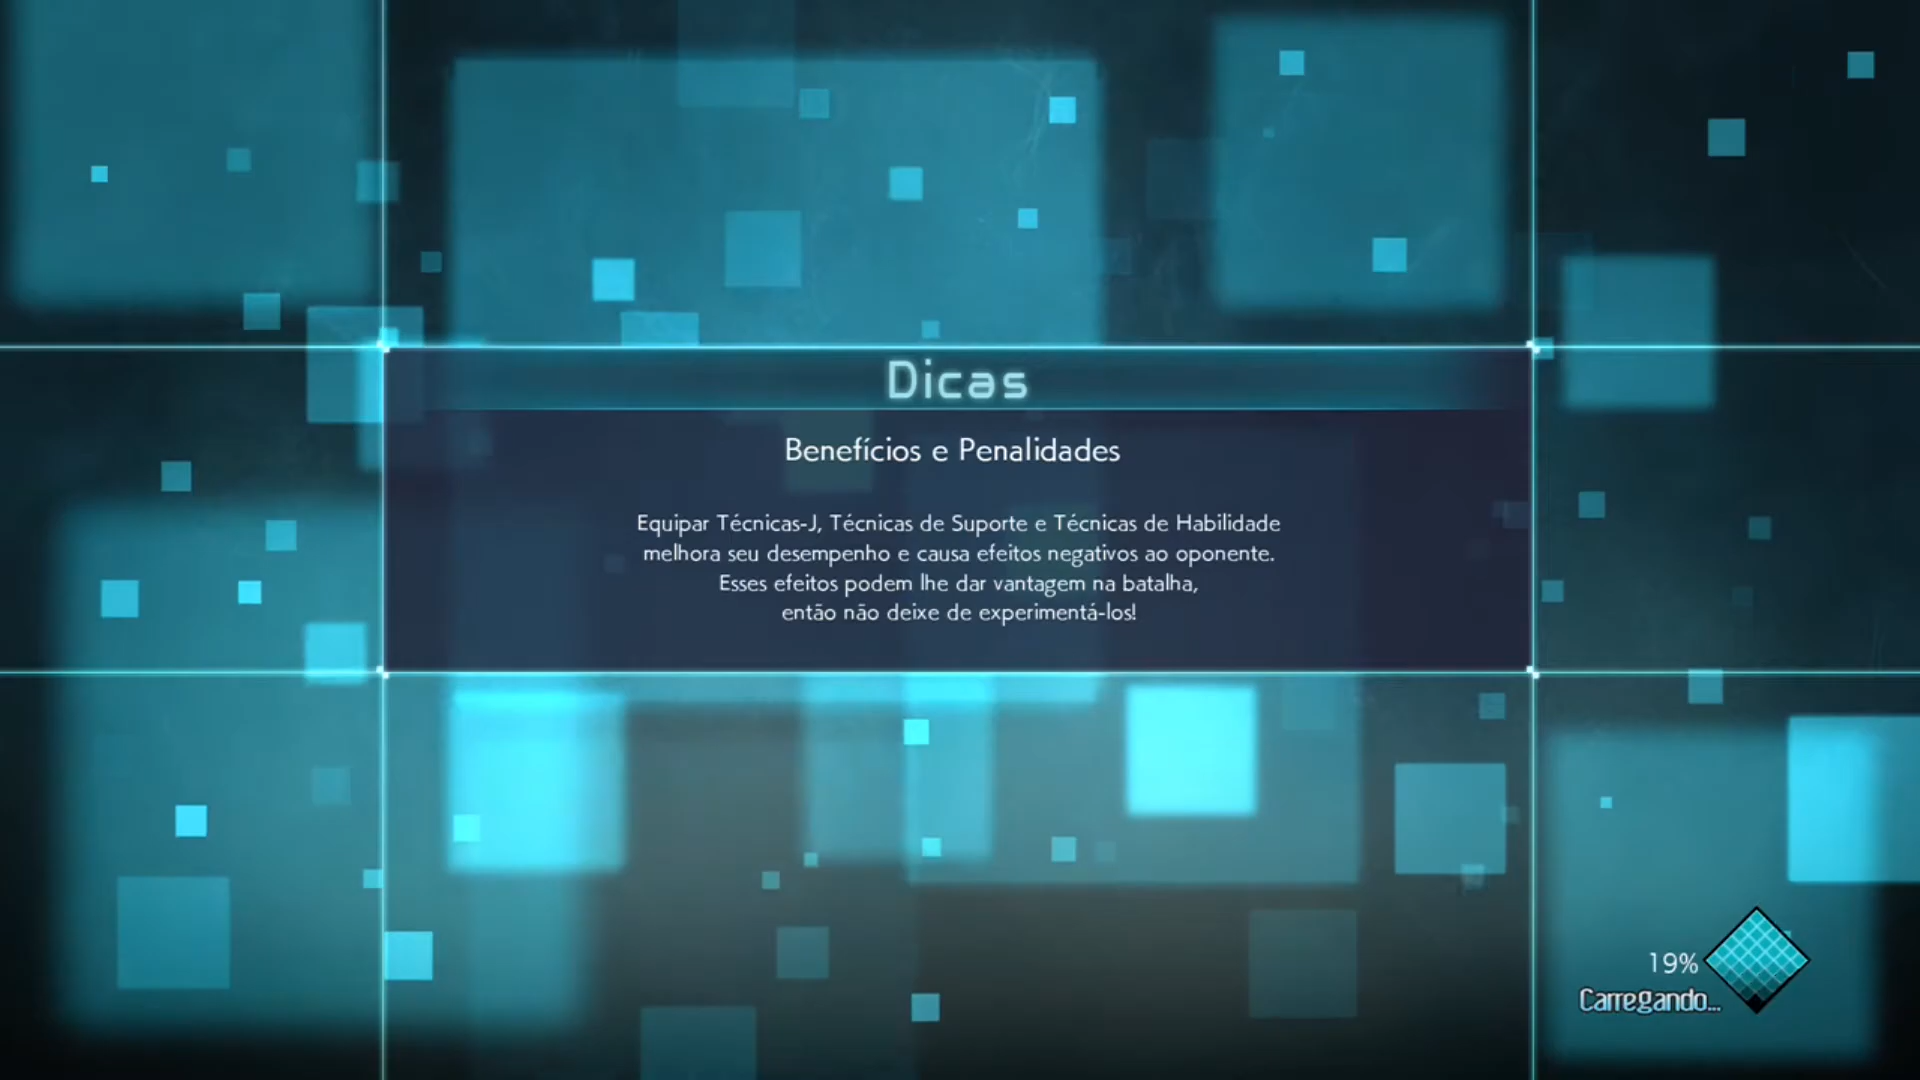 Dicas
Benefícios e Penalidades
Equipar Técnicas-J, Técnicas de Suporte e Técnicas de Habilidade
melhora seu desempenho e causa efeitos negativos ao oponente.
Esses efeitos podem lhe dar vantagem na batalha,
então não deixe de experimentá-los!
19%
Carregando...